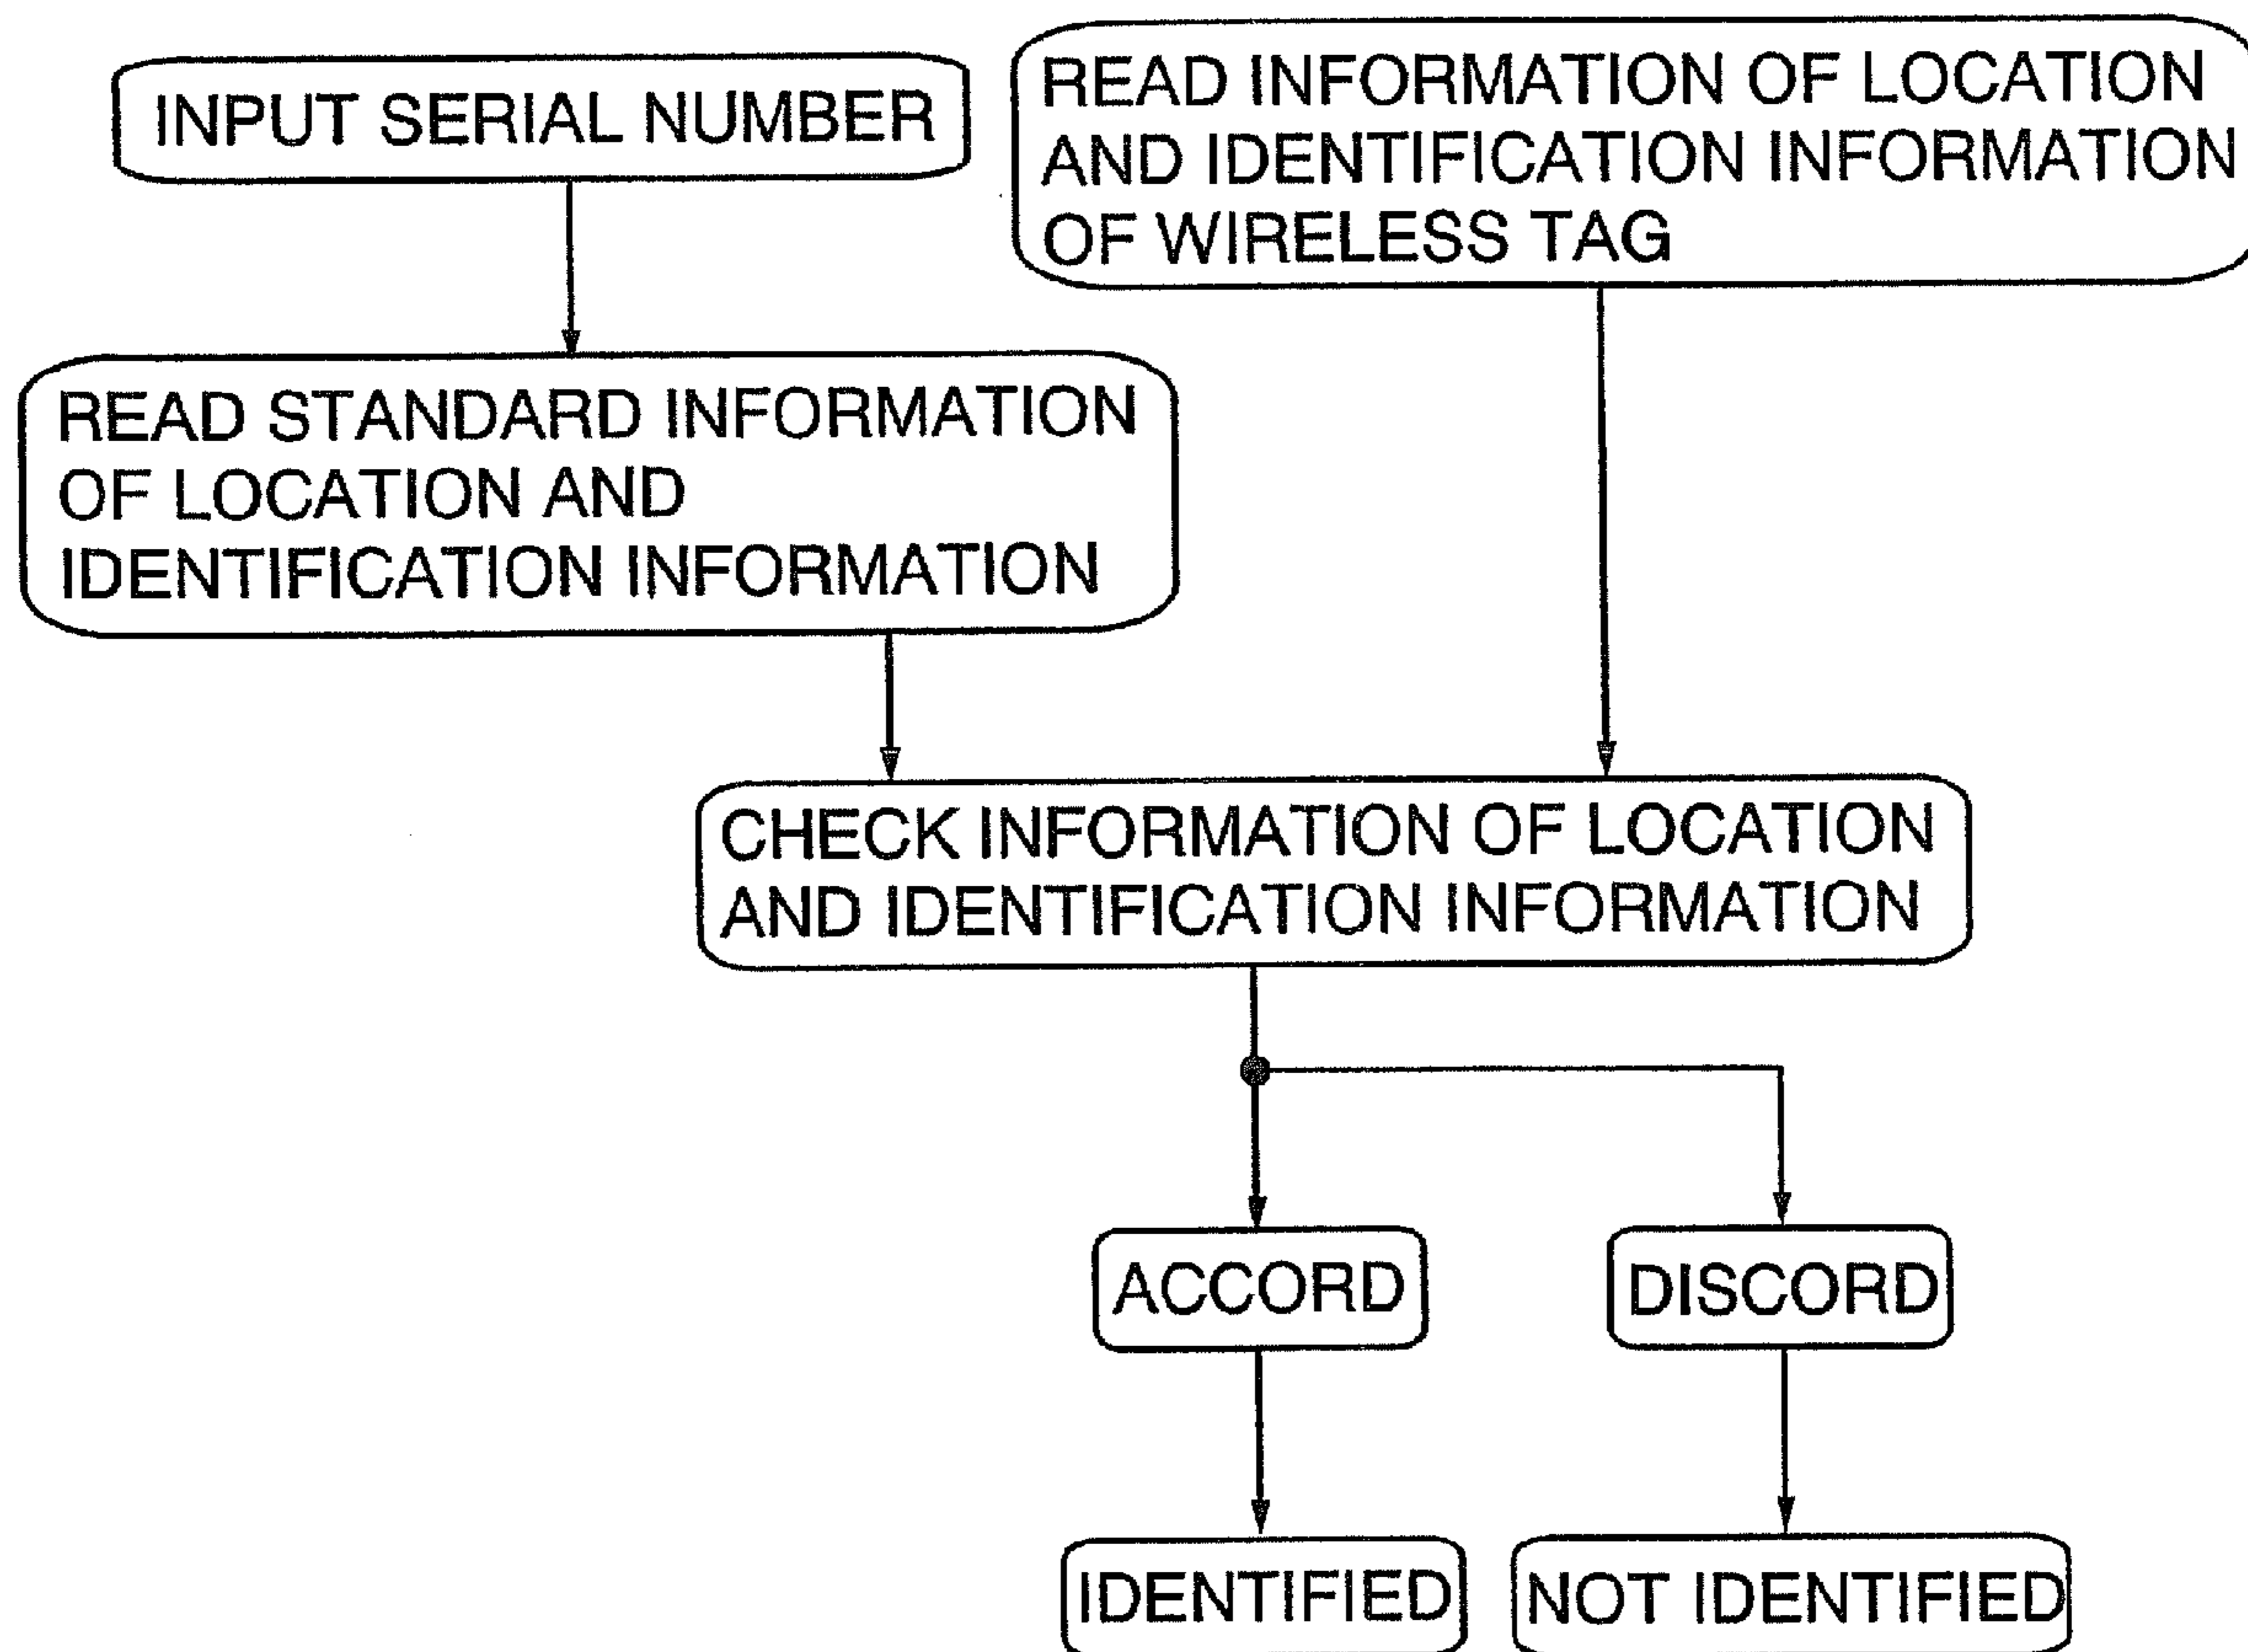 INPUT SERIAL NUMBER
READ INFORMATION OF LOCATION
AND IDENTIFICATION INFORMATION
OF WIRELESS TAG
READ STANDARD INFORMATION
OF LOCATION AND
IDENTIFICATION INFORMATION
CHECK INFORMATION OF LOCATION
AND IDENTIFICATION INFORMATION
ACCORD
DISCORD
IDENTIFIED
NOT IDENTIFIED